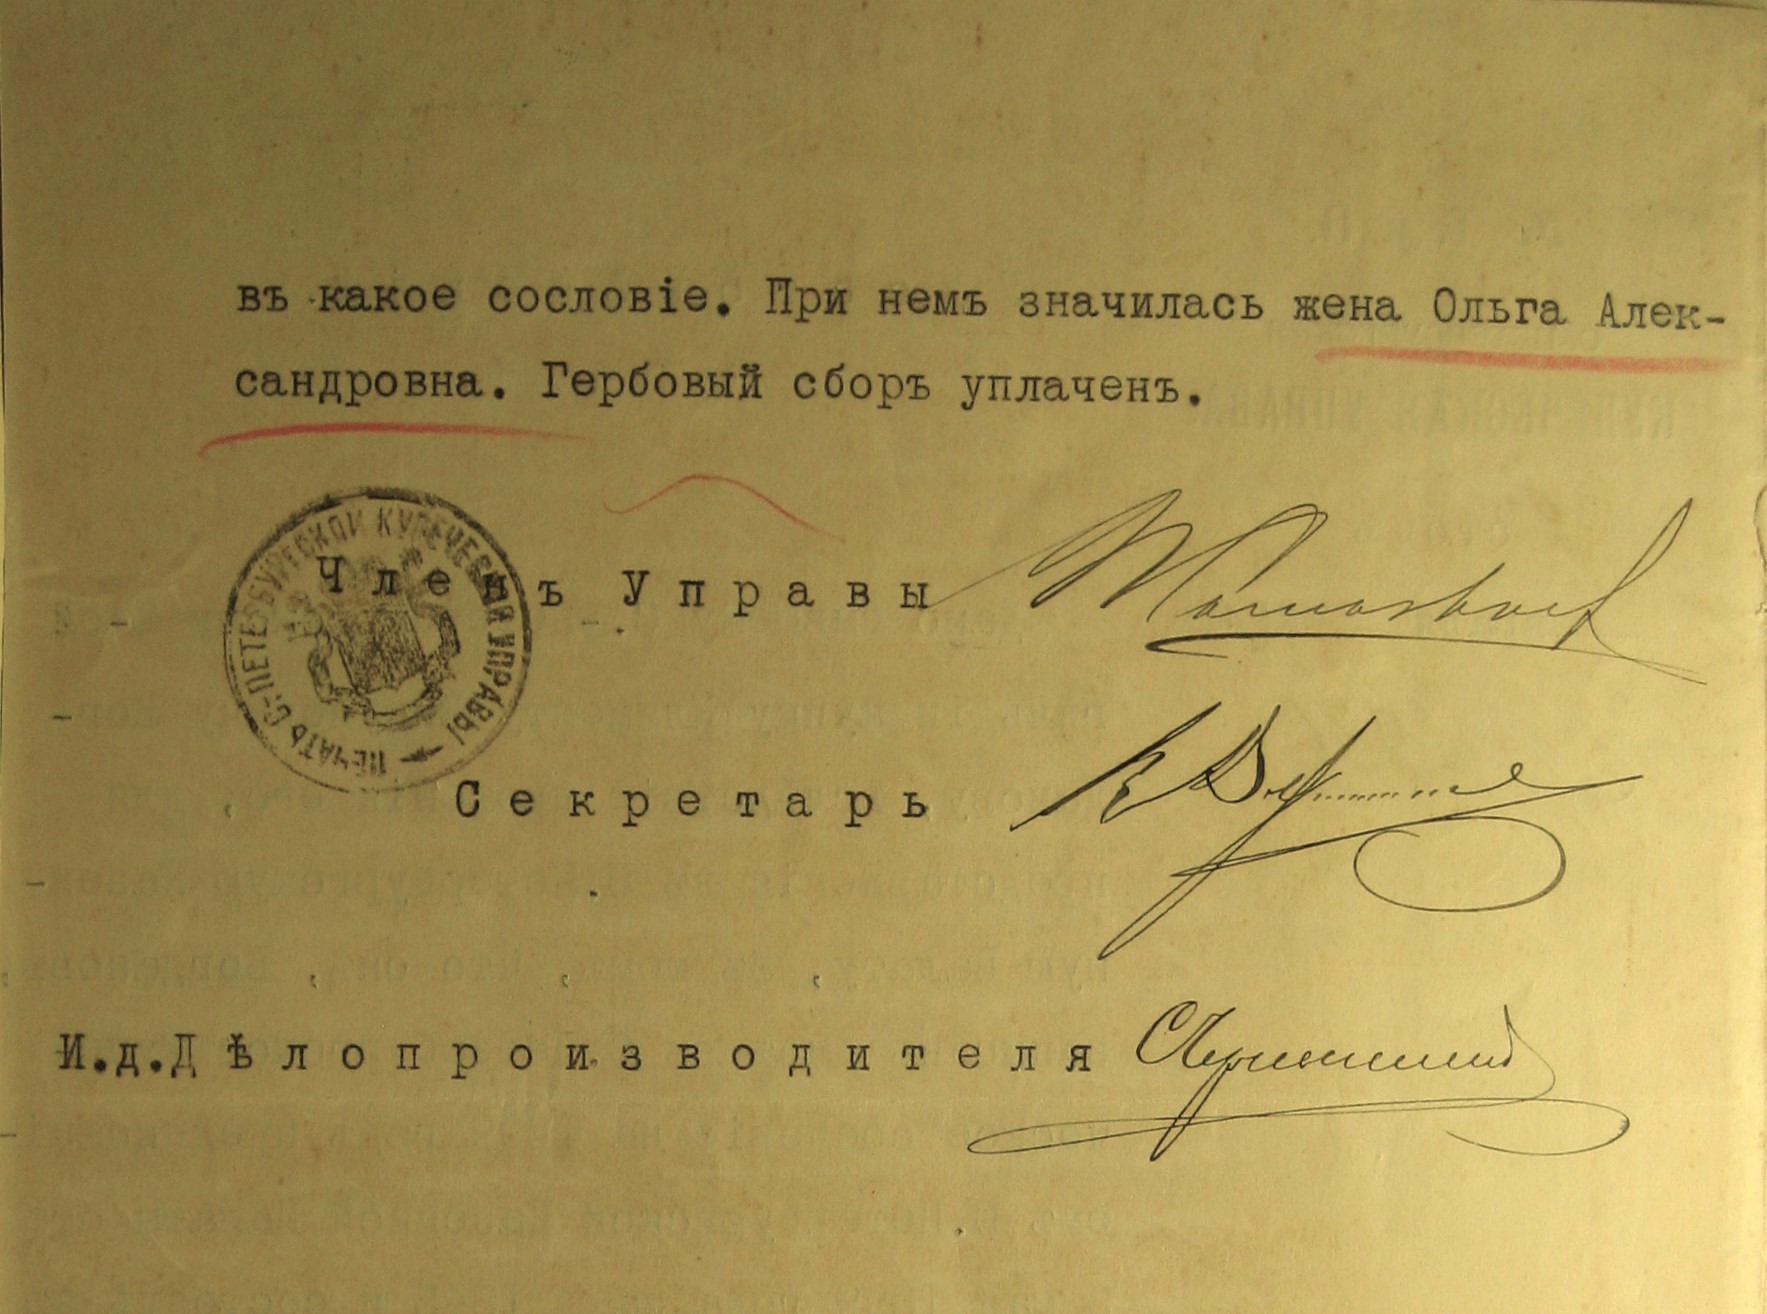 въ какое сословіе. При немъ значилась жена Ольга Алек-
сандровна. Гербовый сборъ уплаченъ.
ПЕЧАТЬ С-ПЕТЕРБУРГСКОЙ КУПЕЧЕСКОЙ УПРАВЫ
Членъ Управы
Секретарь
И.д.Дѣлопроизводителя